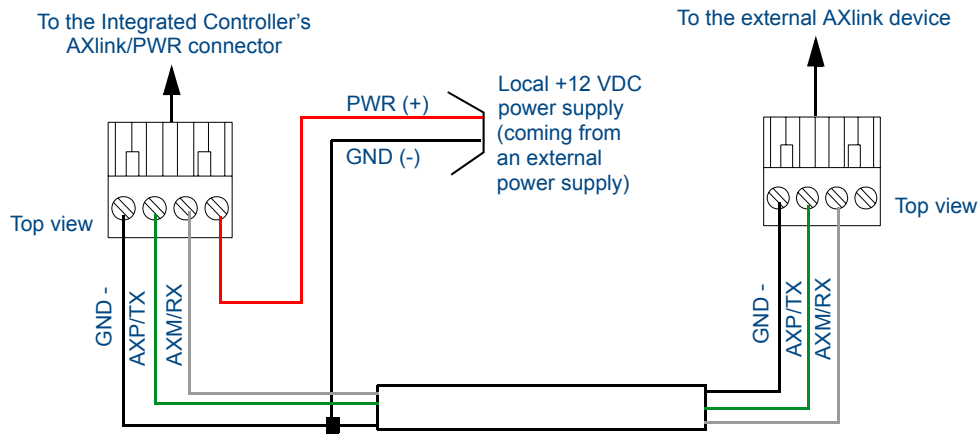 To the Integrated Controller's
AXlink/PWR connector
To the external AXlink device
PWR (+)
GND (-)
Local +12 VDC
power supply
(coming from
an external
power supply)
Top view
Top view
GND -
AXP/TX
AXM/RX
GND -
AXP/TX
AXM/RX